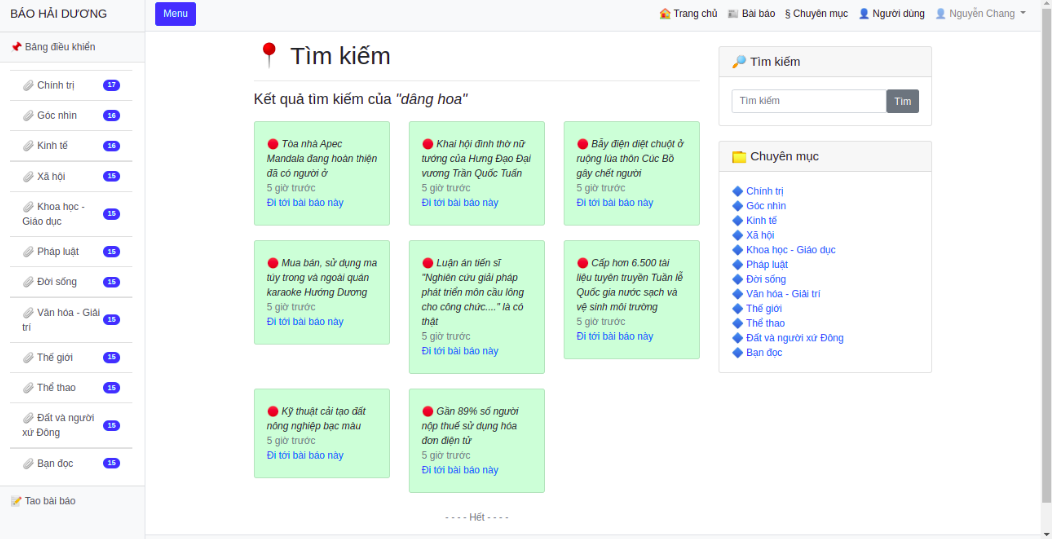 BÁO HẢI DƯƠNG
Menu
Trang chủ
Bài báo
§ Chuyên mục
Người dùng
Nguyễn Chang
Bảng điều khiển
Chính trị 17
Góc nhìn 16
Kinh tế 16
Xã hội 15
Khoa học -
Giáo dục 15
Pháp luật 15
Đời sống 15
Văn hóa - Giải
trí 15
Thế giới 15
Thể thao 15
Đất và người
xứ Đông 15
Bạn đọc 15
Tạo bài báo
Tìm kiếm
Kết quả tìm kiếm của "dâng hoa"
Tòa nhà Apec
Mandala đang hoàn thiện
đã có người ở
5 giờ trước
Đi tới bài báo này
Khai hội đình thờ nữ
tướng của Hưng Đạo Đại
vương Trần Quốc Tuấn
5 giờ trước
Đi tới bài báo này
Bẫy điện diệt chuột ở
ruộng lúa thôn Cúc Bò
gây chết người
5 giờ trước
Đi tới bài báo này
Mua bán, sử dụng ma
túy trong và ngoài quán
karaoke Hướng Dương
5 giờ trước
Đi tới bài báo này
Luận án tiến sĩ
"Nghiên cứu giải pháp
phát triển môn cầu lông
cho công chức...." là có
thật
5 giờ trước
Đi tới bài báo này
Cấp hơn 6.500 tài
liệu tuyên truyền Tuần lễ
Quốc gia nước sạch và
vệ sinh môi trường
5 giờ trước
Đi tới bài báo này
Kỹ thuật cải tạo đất
nông nghiệp bạc màu
5 giờ trước
Đi tới bài báo này
Gần 89% số người
nộp thuế sử dụng hóa
đơn điện tử
5 giờ trước
Đi tới bài báo này
- - - - Hết - - - -
Tìm kiếm
Tìm kiếm
Tìm
Chuyên mục
Chính trị
Góc nhìn
Kinh tế
Xã hội
Khoa học - Giáo dục
Pháp luật
Đời sống
Văn hóa - Giải trí
Thế giới
Thể thao
Đất và người xứ Đông
Bạn đọc